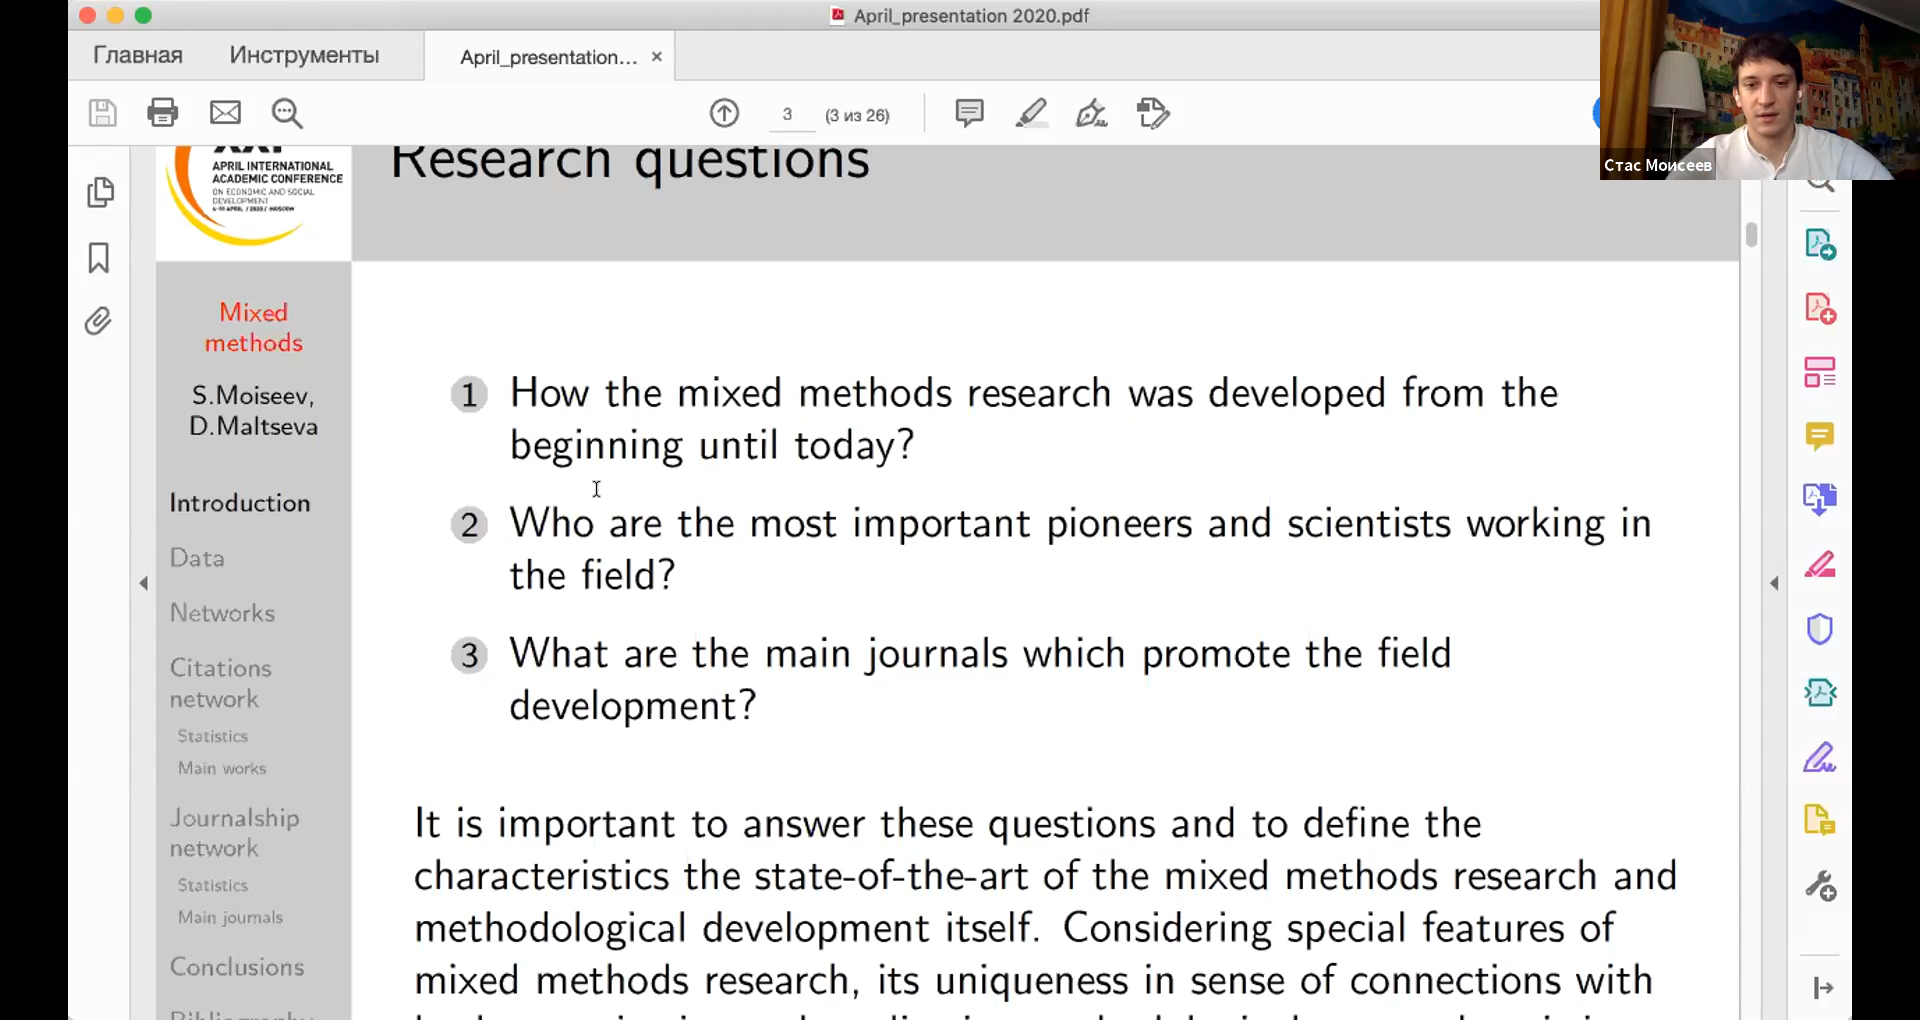 April_presentation 2020.pdf
Главная
Инструменты
April_presentation...
3
(3 из 26)
Стас Моисеев
APRIL INTERNATIONAL
ACADEMIC CONFERENCE
ON ECONOMIC AND SOCIAL
DEVELOPMENT
Research questions
Mixed
methods
S.Moiseev,
D.Maltseva
Introduction
Data
Networks
Citations
network
Statistics
Main works
Journalship
network
Statistics
Main journals
Conclusions
1 How the mixed methods research was developed from the
beginning until today?
2 Who are the most important pioneers and scientists working in
the field?
3 What are the main journals which promote the field
development?
It is important to answer these questions and to define the
characteristics the state-of-the-art of the mixed methods research and
methodological development itself. Considering special features of
mixed methods research, its uniqueness in sense of connections with